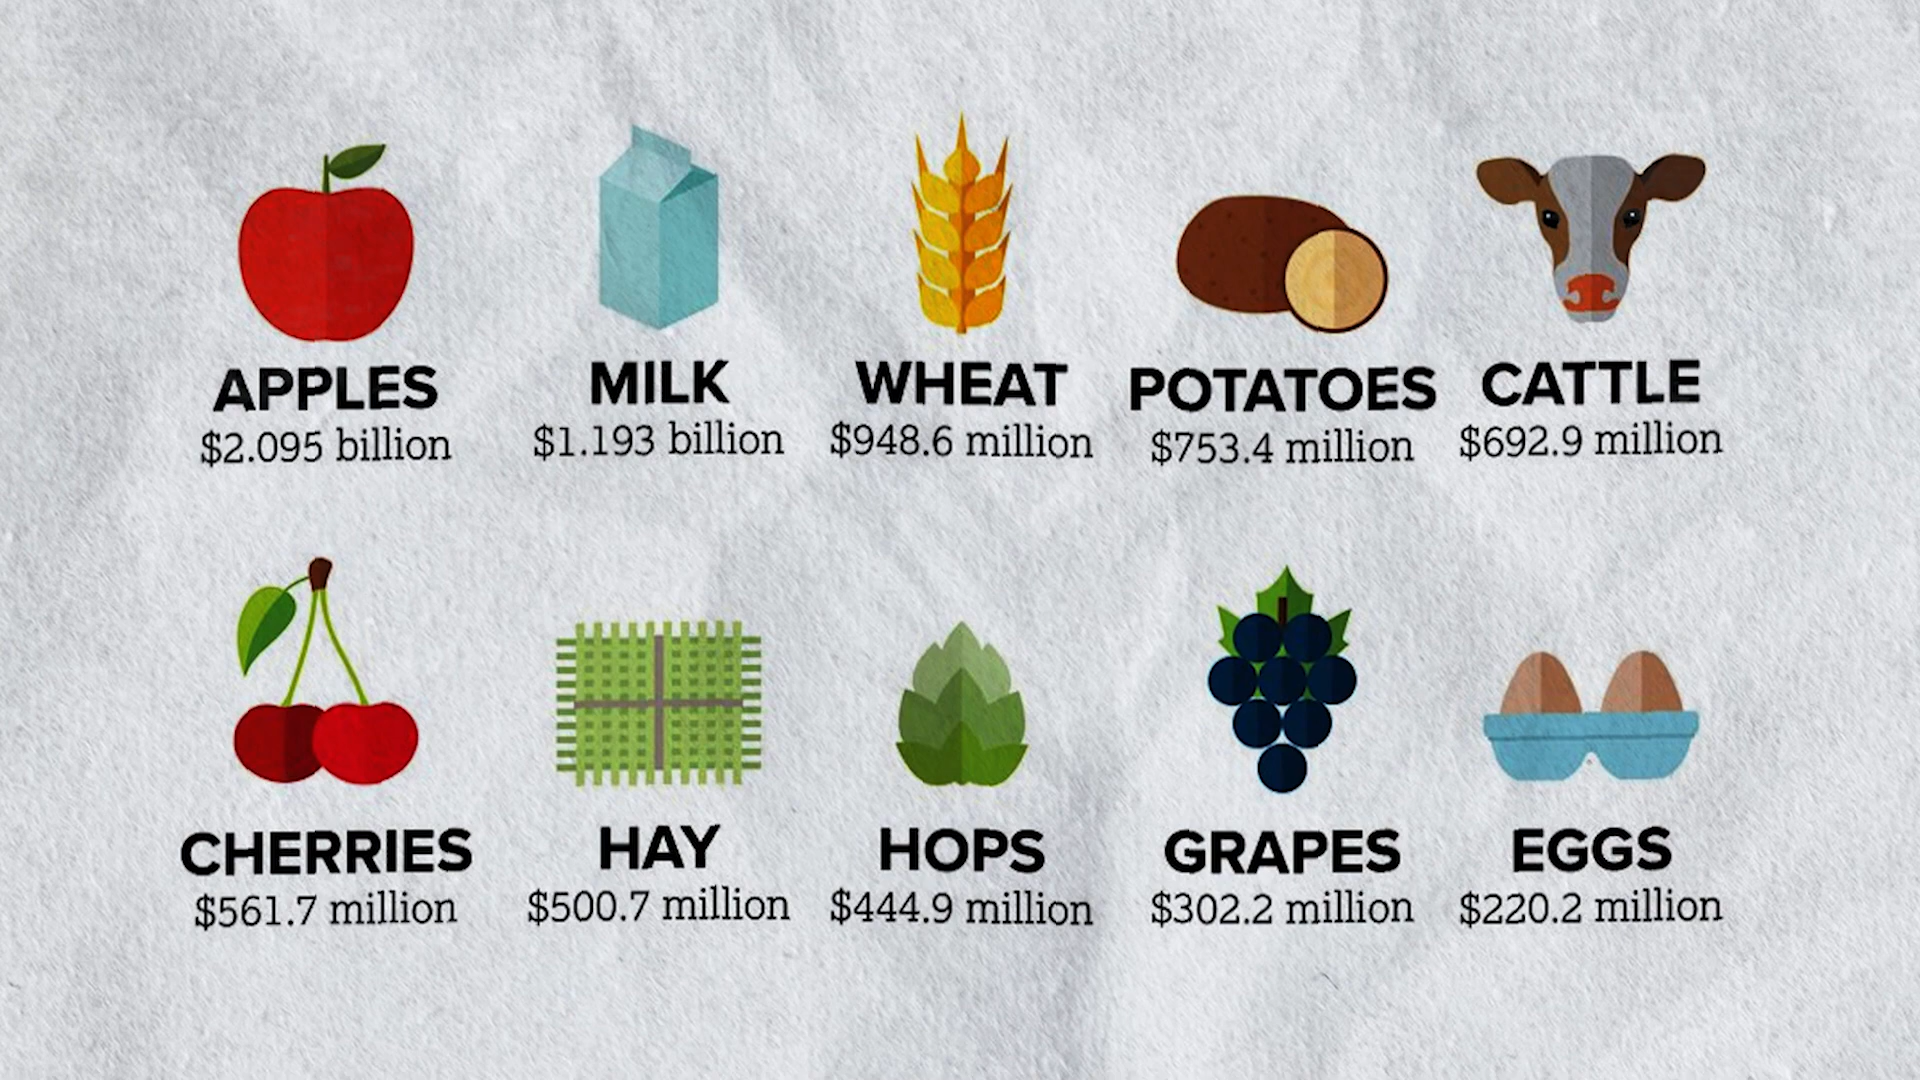 APPLES
$2.095 billion
MILK
$1.193 billion
WHEAT
$948.6 million
POTATOES
$753.4 million
CATTLE
$692.9 million
CHERRIES
$561.7 million
HAY
$500.7 million
HOPS
$444.9 million
GRAPES
$302.2 million
EGGS
$220.2 million